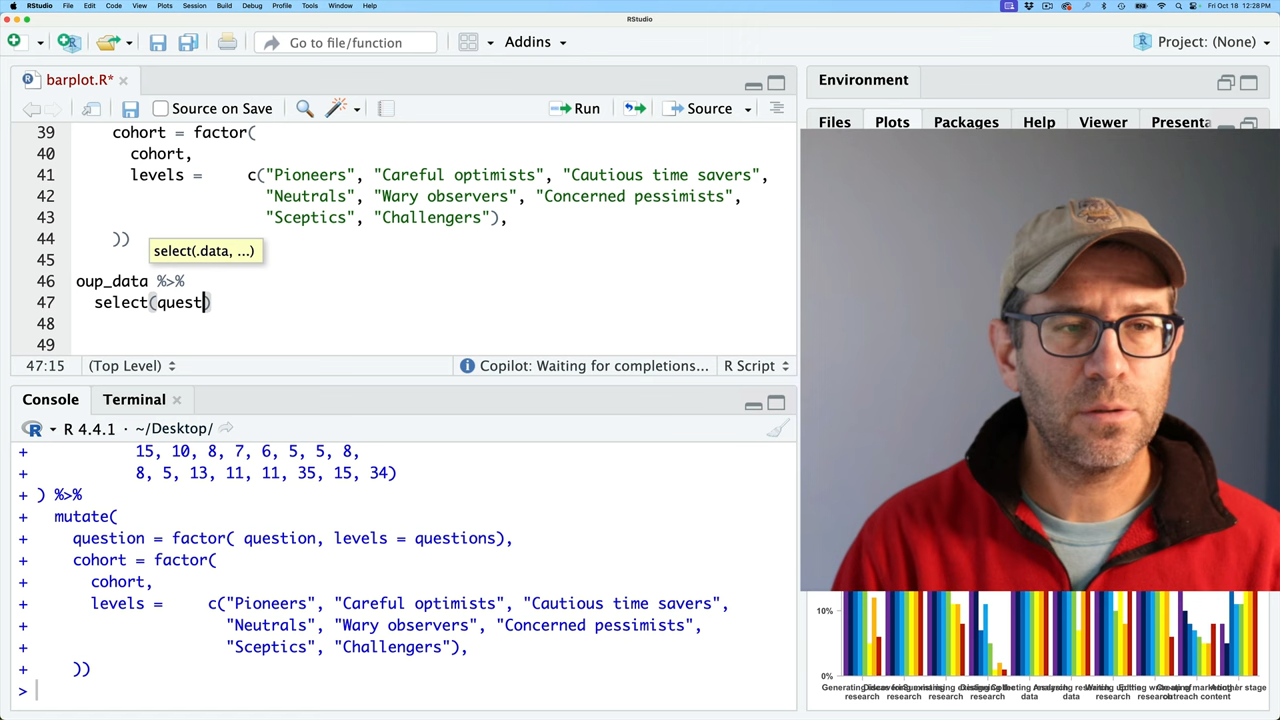 RStudio File Edit Code View Plots Session Build Debug Profile Tools Window Help Fri Oct 18 12:28 PM
RStudio
Go to file/function Addins Project: (None)
barplot.R* Environment
Source on Save Run Source
Files Plots Packages Help Viewer Presenta
39 cohort = factor(
40 cohort,
41 levels = c("Pioneers", "Careful optimists", "Cautious time savers",
42 "Neutrals", "Wary observers", "Concerned pessimists",
43 "Sceptics", "Challengers"),
44 ))
select(.data, ...)
45
46 oup_data %>%
47 select(quest)
48
49
47:15 (Top Level) Copilot: Waiting for completions... R Script
Console Terminal
R 4.4.1 · ~/Desktop/
+ 15, 10, 8, 7, 6, 5, 5, 8,
+ 8, 5, 13, 11, 11, 35, 15, 34)
+ ) %>%
+ mutate(
+ question = factor( question, levels = questions),
+ cohort = factor(
+ cohort,
+ levels = c("Pioneers", "Careful optimists", "Cautious time savers",
+ "Neutrals", "Wary observers", "Concerned pessimists",
+ "Sceptics", "Challengers"),
+ ))
>
10%
0%
research research research data data research research outreach content